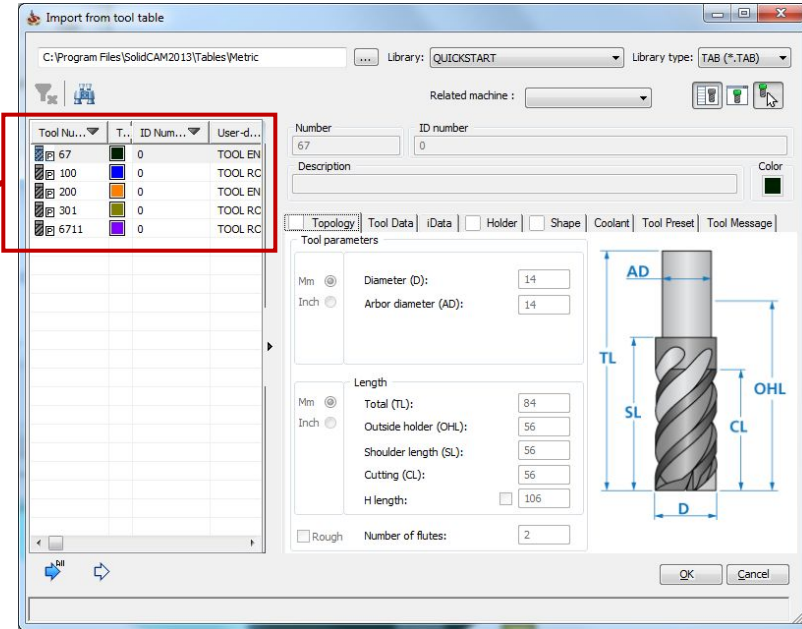 Import from tool table
C:\Program Files\SolidCAM2013\Tables\Metric ... Library: QUICKSTART Library type: TAB (*.TAB)
Related machine :
Tool Nu... T... ID Num... User-d...
67 0 TOOL EN
100 0 TOOL RO
200 0 TOOL EN
301 0 TOOL RO
6711 0 TOOL RO
Number ID number
67 0
Description Color
Topology Tool Data iData Holder Shape Coolant Tool Preset Tool Message
Tool parameters
Mm Diameter (D): 14
Inch Arbor diameter (AD): 14
Length
Mm Total (TL): 84
Inch Outside holder (OHL): 56
Shoulder length (SL): 56
Cutting (CL): 56
H length: 106
Rough Number of flutes: 2
AD
TL
OHL
SL
CL
D
All
OK Cancel